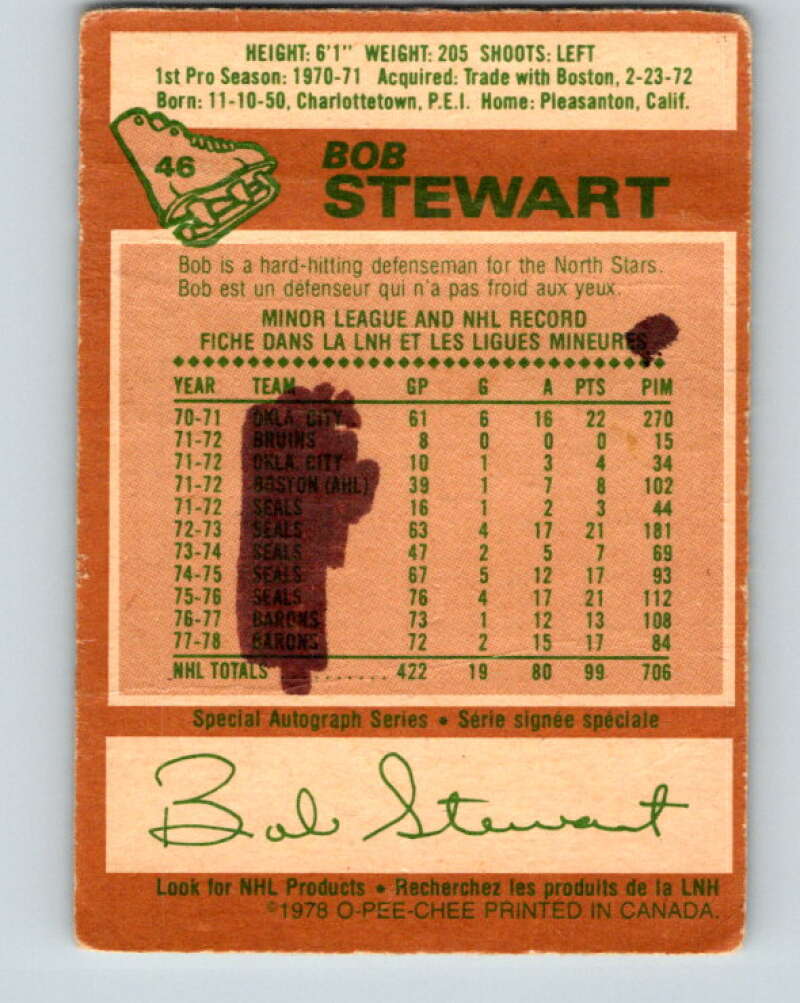 HEIGHT: 6'1" WEIGHT: 205 SHOOTS: LEFT
1st Pro Season: 1970-71 Acquired: Trade with Boston, 2-23-72
Born: 11-10-50, Charlottetown, P.E.I. Home: Pleasanton, Calif.
46
BOB
STEWART
Bob is a hard-hitting defenseman for the North Stars.
Bob est un défenseur qui n'a pas froid aux yeux.
MINOR LEAGUE AND NHL RECORD
FICHE DANS LA LNH ET LES LIGUES MINEURES
YEAR TEAM GP G A PTS PIM
70-71 OKLA. CITY 61 6 16 22 270
71-72 BRUINS 8 0 0 0 15
71-72 OKLA. CITY 10 1 3 4 34
71-72 BOSTON (AHL) 39 1 7 8 102
71-72 SEALS 16 1 2 3 44
72-73 SEALS 63 4 17 21 181
73-74 SEALS 47 2 5 7 69
74-75 SEALS 67 5 12 17 93
75-76 SEALS 76 4 17 21 112
76-77 BARONS 73 1 12 13 108
77-78 BARONS 72 2 15 17 84
NHL TOTALS .......... 422 19 80 99 706
Special Autograph Series • Série signée spéciale
Bob Stewart
Look for NHL Products • Recherchez les produits de la LNH
©1978 O-PEE-CHEE PRINTED IN CANADA.